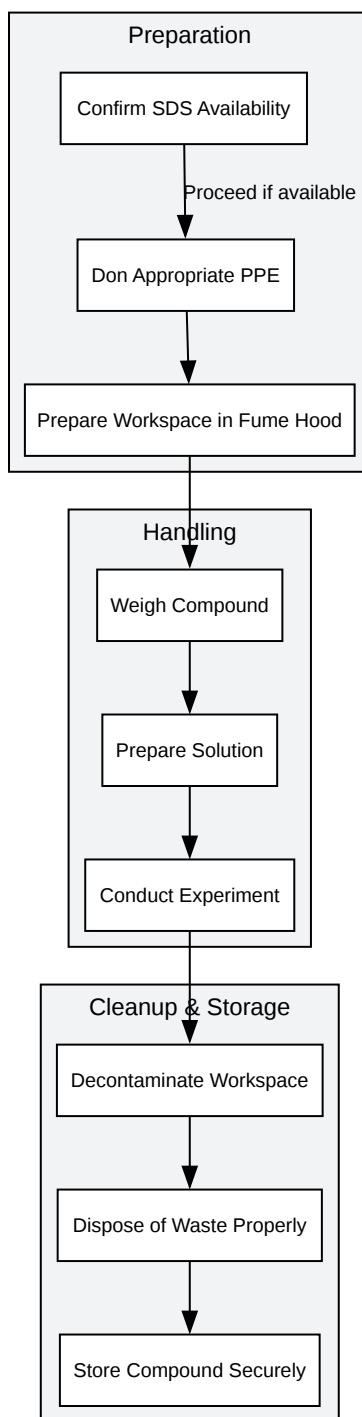 Preparation
Confirm SDS Availability
Proceed if available
Don Appropriate PPE
Prepare Workspace in Fume Hood
Handling
Weigh Compound
Prepare Solution
Conduct Experiment
Cleanup & Storage
Decontaminate Workspace
Dispose of Waste Properly
Store Compound Securely